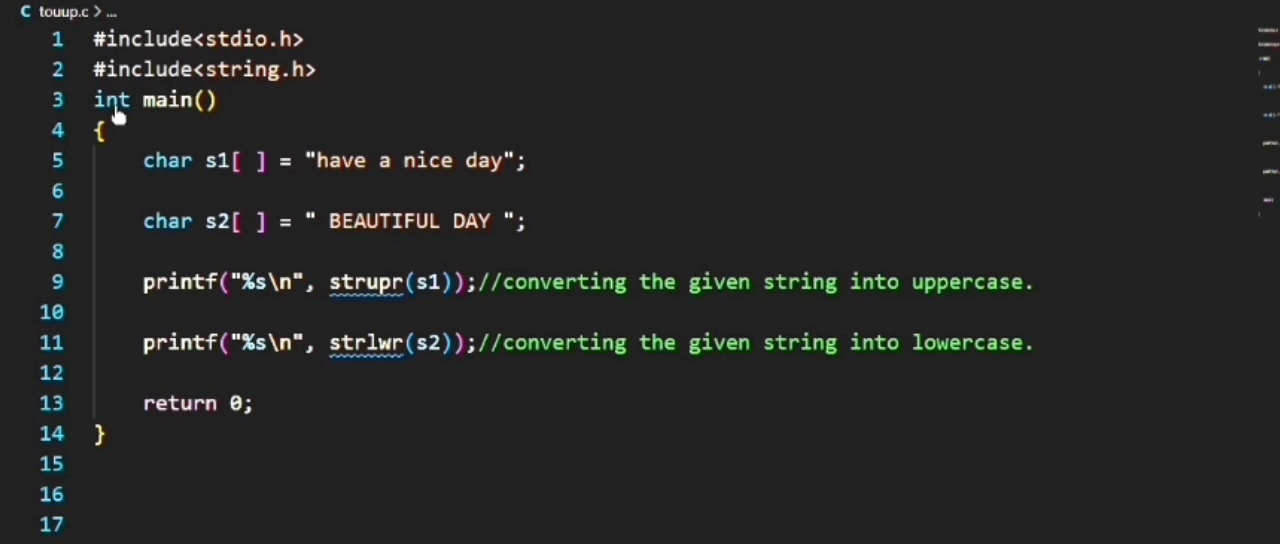 C touup.c > ...
1 #include<stdio.h>
2 #include<string.h>
3 int main()
4 {
5 char s1[ ] = "have a nice day";
6
7 char s2[ ] = " BEAUTIFUL DAY ";
8
9 printf("%s\n", strupr(s1));//converting the given string into uppercase.
10
11 printf("%s\n", strlwr(s2));//converting the given string into lowercase.
12
13 return 0;
14 }
15
16
17